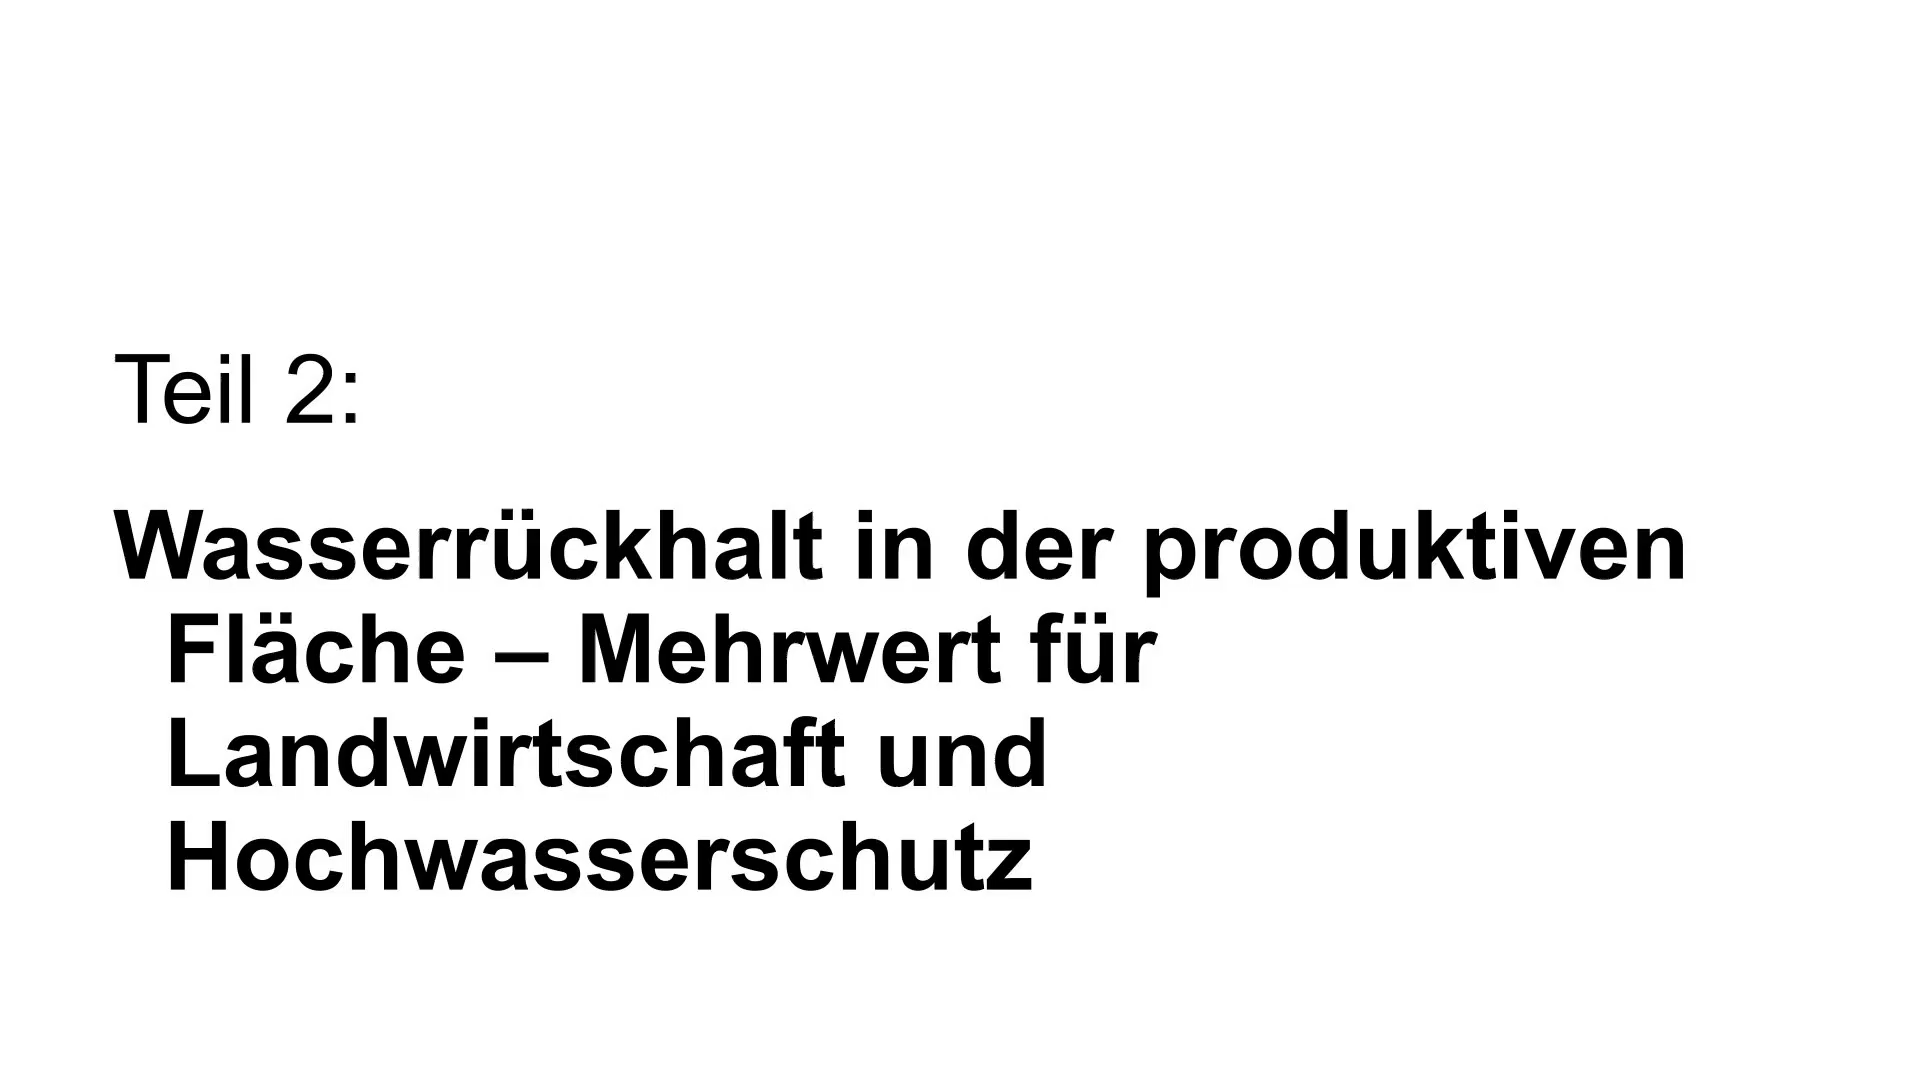 Teil 2:
Wasserrückhalt in der produktiven
Fläche – Mehrwert für
Landwirtschaft und
Hochwasserschutz